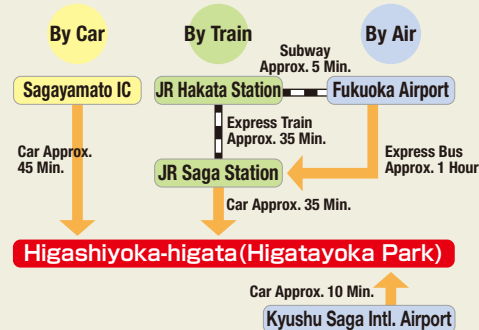 By Car
By Train
By Air
Subway
Approx. 5 Min.
Sagayamato IC
JR Hakata Station
Fukuoka Airport
Car Approx.
45 Min.
Express Train
Approx. 35 Min.
Express Bus
Approx. 1 Hour
JR Saga Station
Car Approx. 35 Min.
Higashiyoka-higata(Higatayoka Park)
Car Approx. 10 Min.
Kyushu Saga Intl. Airport